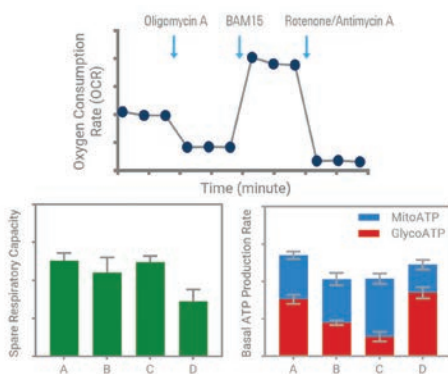 Oligomycin A BAM15 Rotenone/Antimycin A
Oxygen Consumption
Rate (OCR)
Time (minute)
Spare Respiratory Capacity
A B C D
Basal ATP Production Rate
MitoATP
GlycoATP
A B C D